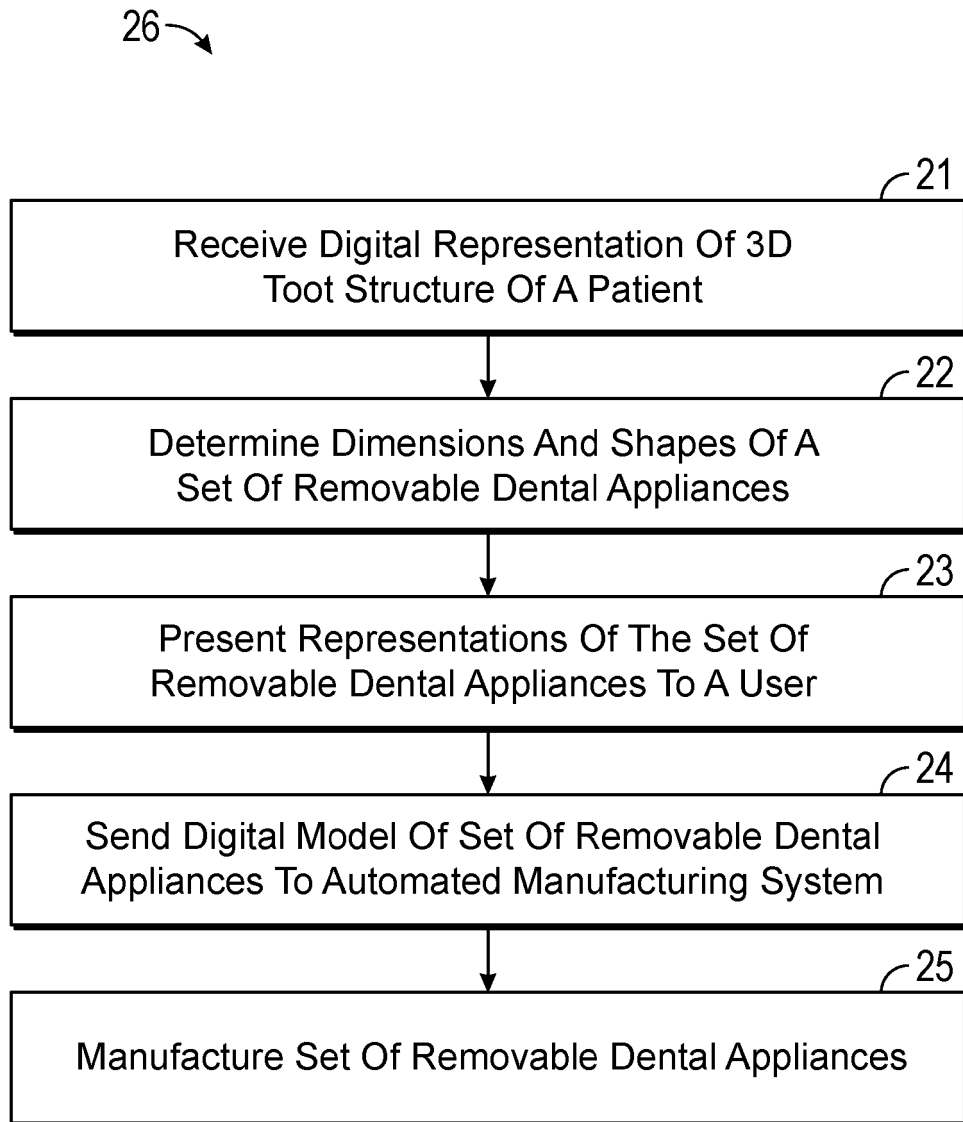 26
21
Receive Digital Representation Of 3D
Toot Structure Of A Patient
22
Determine Dimensions And Shapes Of A
Set Of Removable Dental Appliances
23
Present Representations Of The Set Of
Removable Dental Appliances To A User
24
Send Digital Model Of Set Of Removable Dental
Appliances To Automated Manufacturing System
25
Manufacture Set Of Removable Dental Appliances